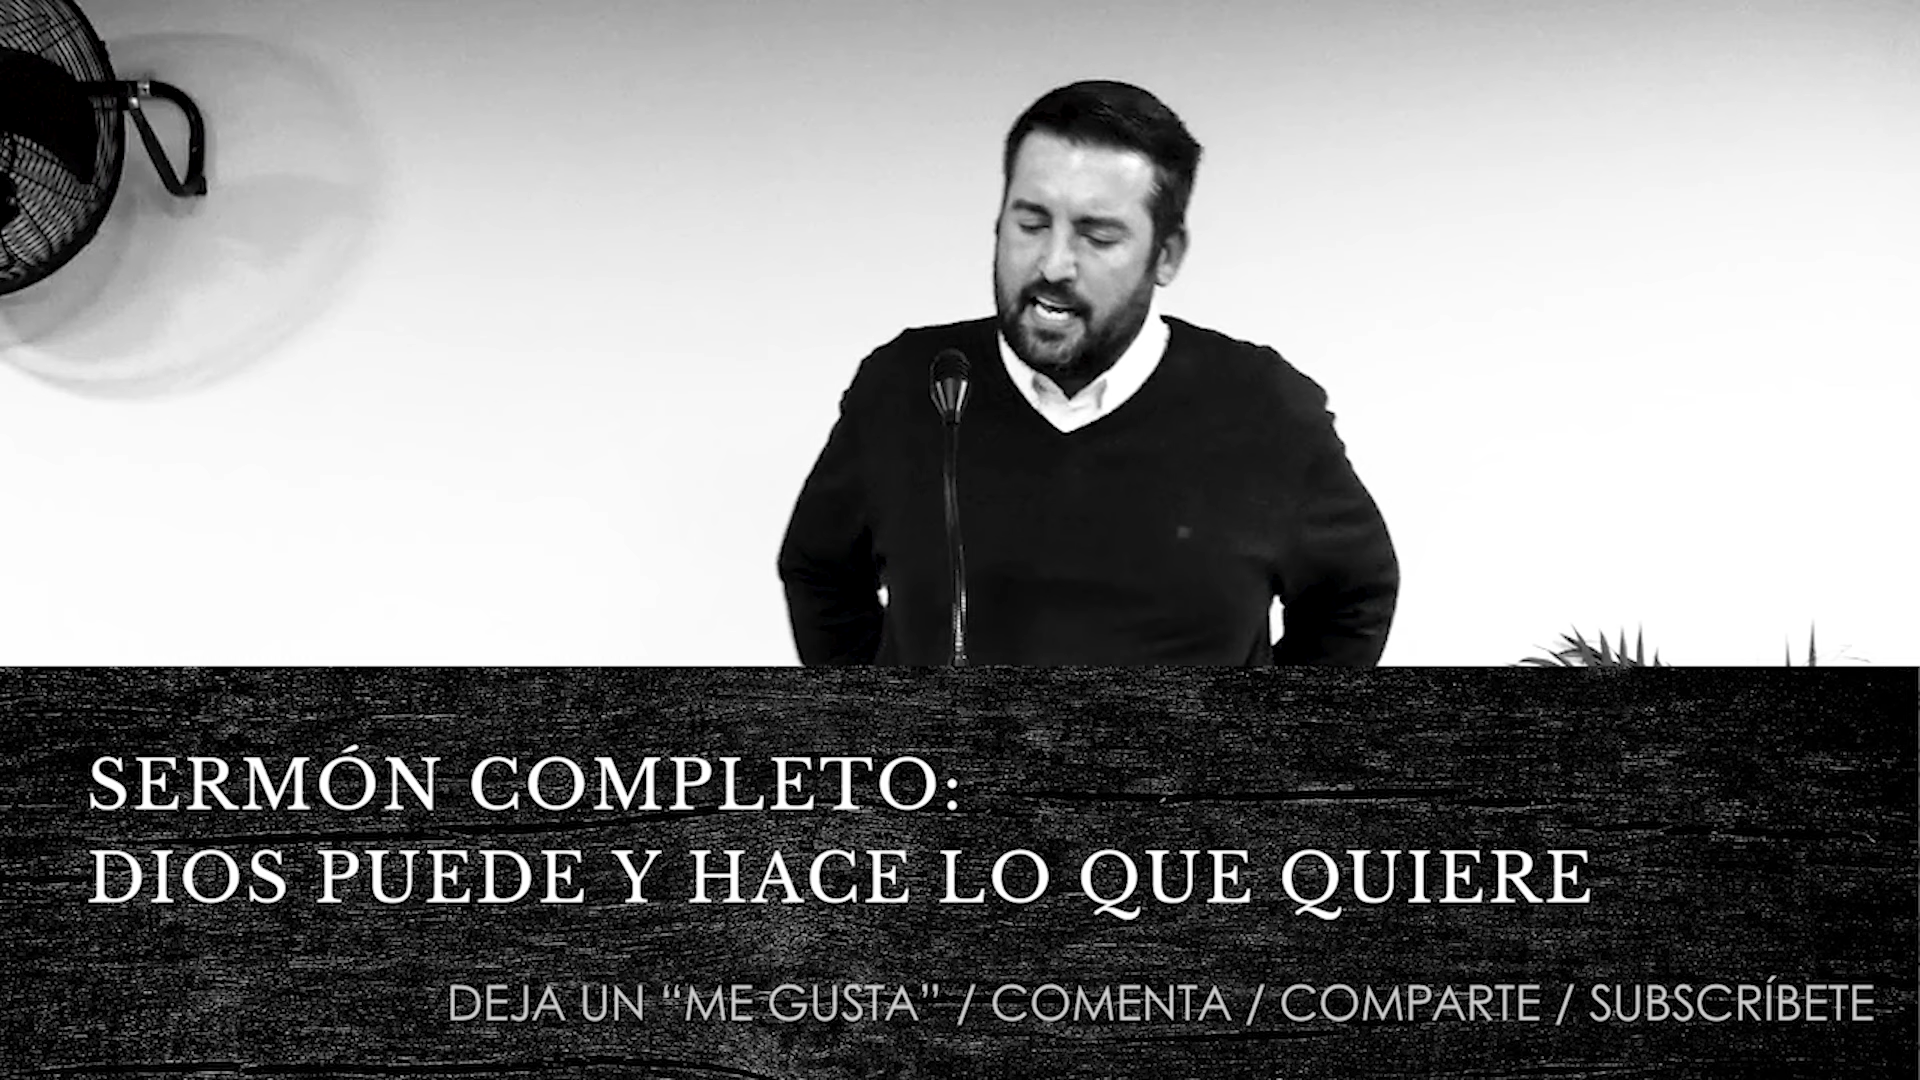 SERMÓN COMPLETO:
DIOS PUEDE Y HACE LO QUE QUIERE
DEJA UN “ME GUSTA” / COMENTA / COMPARTE / SUBSCRÍBETE